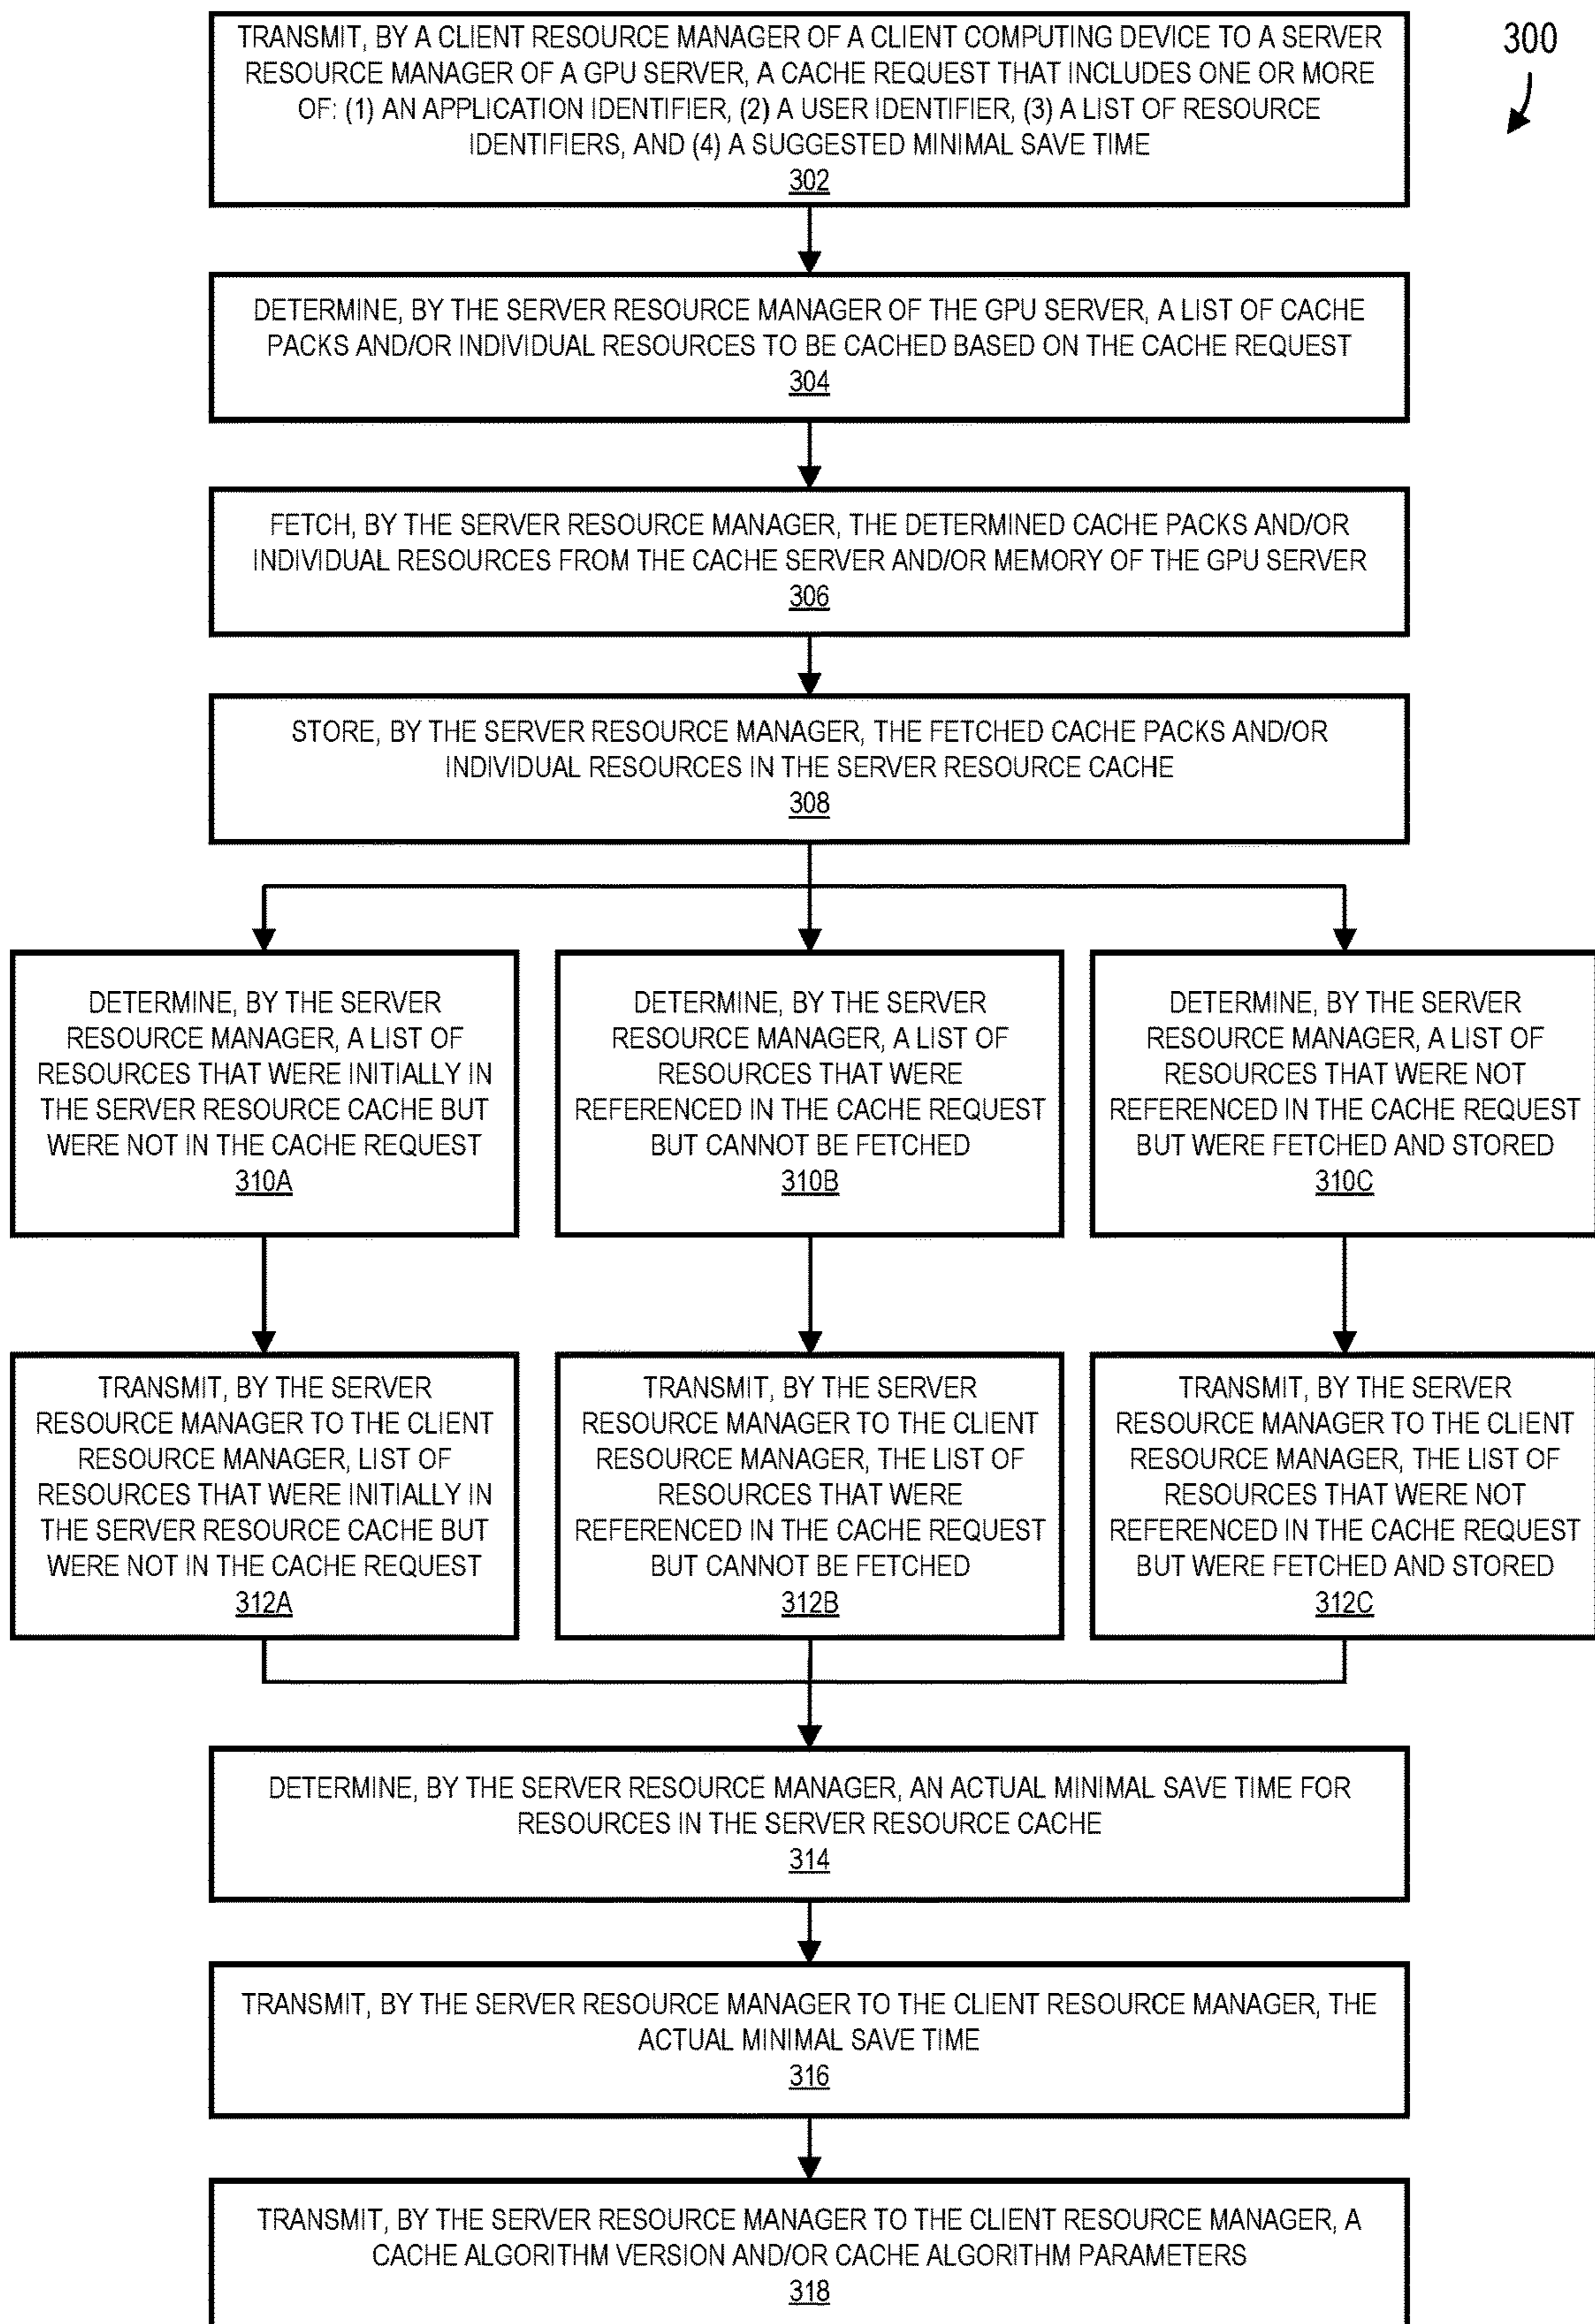 300
TRANSMIT, BY A CLIENT RESOURCE MANAGER OF A CLIENT COMPUTING DEVICE TO A SERVER
RESOURCE MANAGER OF A GPU SERVER, A CACHE REQUEST THAT INCLUDES ONE OR MORE
OF: (1) AN APPLICATION IDENTIFIER, (2) A USER IDENTIFIER, (3) A LIST OF RESOURCE
IDENTIFIERS, AND (4) A SUGGESTED MINIMAL SAVE TIME
302
DETERMINE, BY THE SERVER RESOURCE MANAGER OF THE GPU SERVER, A LIST OF CACHE
PACKS AND/OR INDIVIDUAL RESOURCES TO BE CACHED BASED ON THE CACHE REQUEST
304
FETCH, BY THE SERVER RESOURCE MANAGER, THE DETERMINED CACHE PACKS AND/OR
INDIVIDUAL RESOURCES FROM THE CACHE SERVER AND/OR MEMORY OF THE GPU SERVER
306
STORE, BY THE SERVER RESOURCE MANAGER, THE FETCHED CACHE PACKS AND/OR
INDIVIDUAL RESOURCES IN THE SERVER RESOURCE CACHE
308
DETERMINE, BY THE SERVER
RESOURCE MANAGER, A LIST OF
RESOURCES THAT WERE INITIALLY IN
THE SERVER RESOURCE CACHE BUT
WERE NOT IN THE CACHE REQUEST
310A
DETERMINE, BY THE SERVER
RESOURCE MANAGER, A LIST OF
RESOURCES THAT WERE
REFERENCED IN THE CACHE REQUEST
BUT CANNOT BE FETCHED
310B
DETERMINE, BY THE SERVER
RESOURCE MANAGER, A LIST OF
RESOURCES THAT WERE NOT
REFERENCED IN THE CACHE REQUEST
BUT WERE FETCHED AND STORED
310C
TRANSMIT, BY THE SERVER
RESOURCE MANAGER TO THE CLIENT
RESOURCE MANAGER, LIST OF
RESOURCES THAT WERE INITIALLY IN
THE SERVER RESOURCE CACHE BUT
WERE NOT IN THE CACHE REQUEST
312A
TRANSMIT, BY THE SERVER
RESOURCE MANAGER TO THE CLIENT
RESOURCE MANAGER, THE LIST OF
RESOURCES THAT WERE
REFERENCED IN THE CACHE REQUEST
BUT CANNOT BE FETCHED
312B
TRANSMIT, BY THE SERVER
RESOURCE MANAGER TO THE CLIENT
RESOURCE MANAGER, THE LIST OF
RESOURCES THAT WERE NOT
REFERENCED IN THE CACHE REQUEST
BUT WERE FETCHED AND STORED
312C
DETERMINE, BY THE SERVER RESOURCE MANAGER, AN ACTUAL MINIMAL SAVE TIME FOR
RESOURCES IN THE SERVER RESOURCE CACHE
314
TRANSMIT, BY THE SERVER RESOURCE MANAGER TO THE CLIENT RESOURCE MANAGER, THE
ACTUAL MINIMAL SAVE TIME
316
TRANSMIT, BY THE SERVER RESOURCE MANAGER TO THE CLIENT RESOURCE MANAGER, A
CACHE ALGORITHM VERSION AND/OR CACHE ALGORITHM PARAMETERS
318